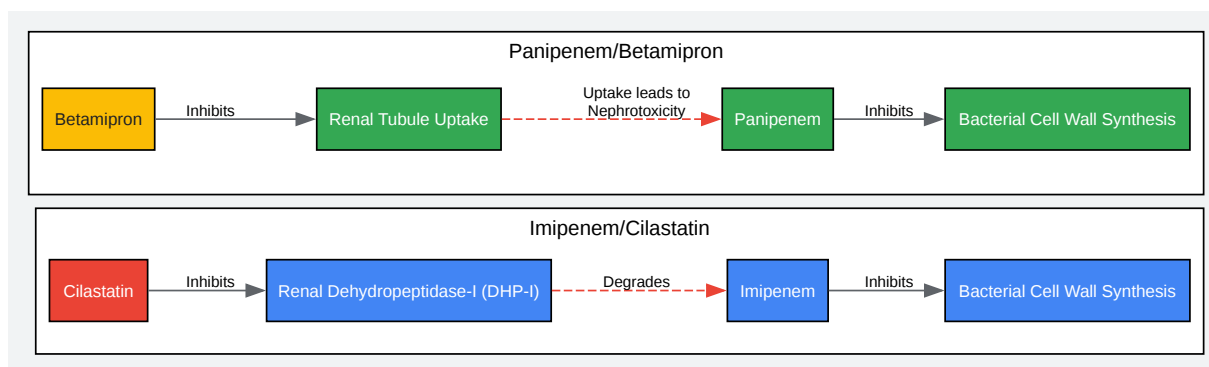 Panipenem/Betamipron
Betamipron
Inhibits
Renal Tubule Uptake
Uptake leads to
Nephrotoxicity
Panipenem
Inhibits
Bacterial Cell Wall Synthesis
Imipenem/Cilastatin
Cilastatin
Inhibits
Renal Dehydropeptidase-I (DHP-I)
Degrades
Imipenem
Inhibits
Bacterial Cell Wall Synthesis